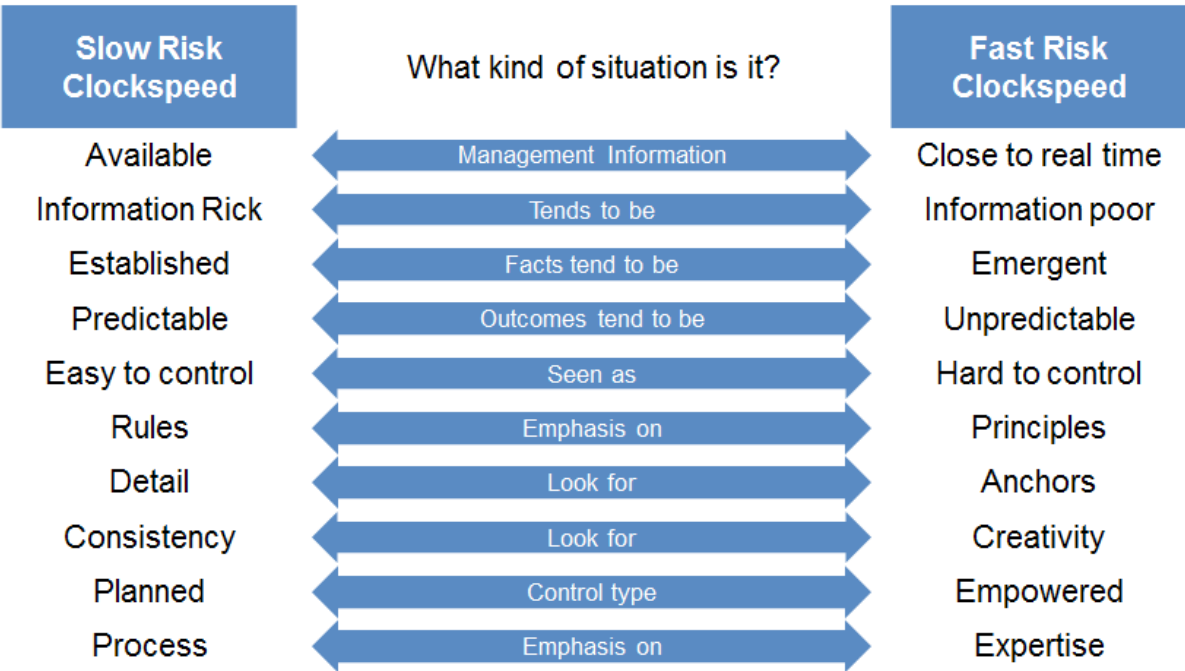 Slow Risk
Clockspeed
What kind of situation is it?
Fast Risk
Clockspeed
Available
Management Information
Close to real time
Information Rick
Tends to be
Information poor
Established
Facts tend to be
Emergent
Predictable
Outcomes tend to be
Unpredictable
Easy to control
Seen as
Hard to control
Rules
Emphasis on
Principles
Detail
Look for
Anchors
Consistency
Look for
Creativity
Planned
Control type
Empowered
Process
Emphasis on
Expertise